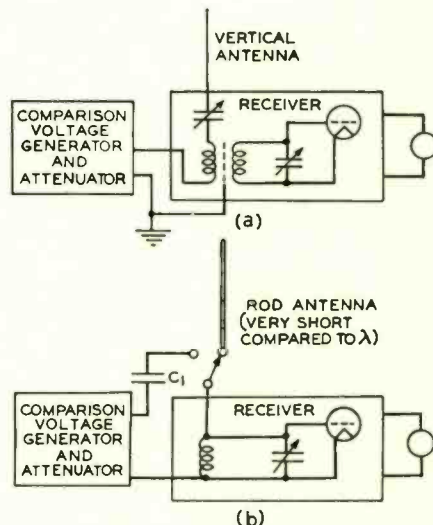 VERTICAL
ANTENNA
RECEIVER
COMPARISON
VOLTAGE
GENERATOR
AND
ATTENUATOR
(a)
ROD ANTENNA
(VERY SHORT
COMPARED TO λ)
C₁
RECEIVER
COMPARISON
VOLTAGE
GENERATOR
AND
ATTENUATOR
(b)